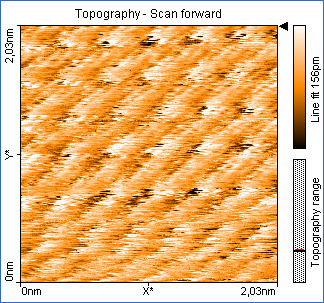 Topography - Scan forward
2,03nm
Y*
0nm
0nm
X*
2,03nm
Line fit 156pm
Topography range